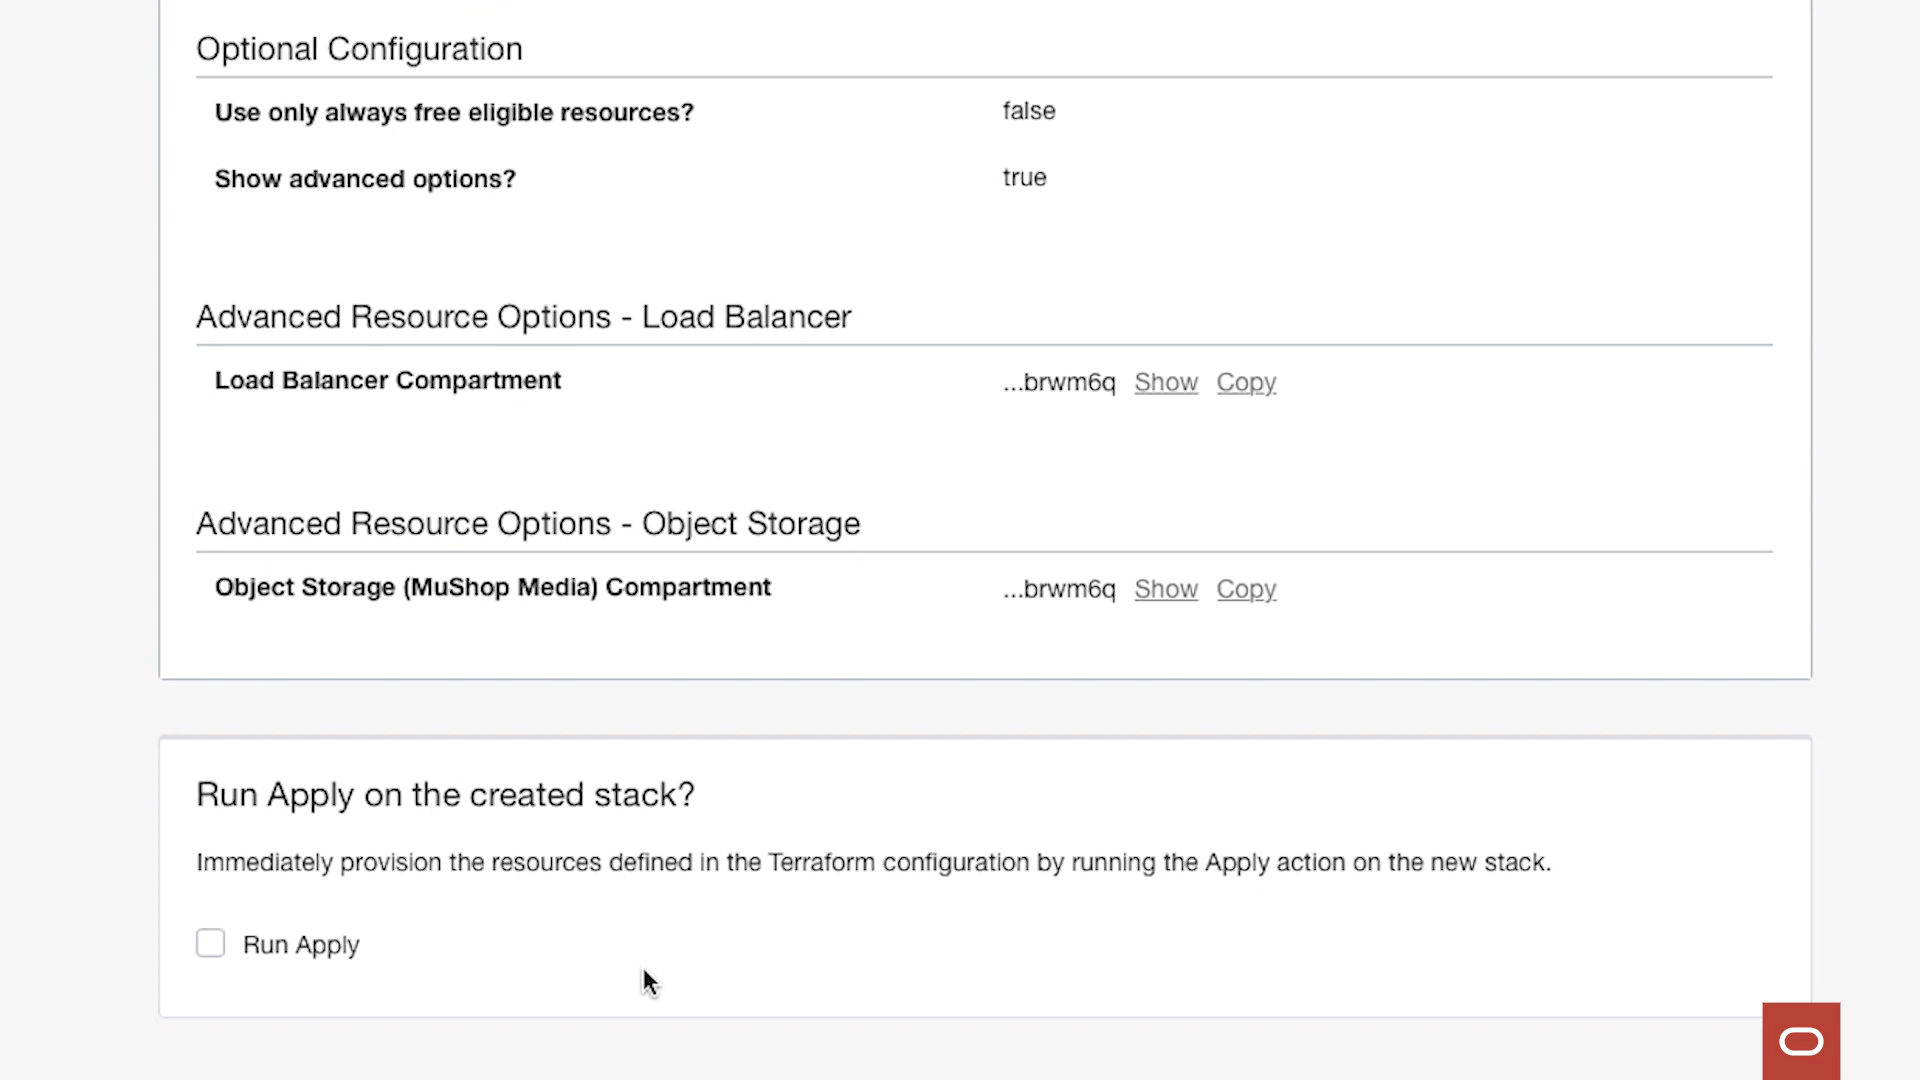 Optional Configuration
Use only always free eligible resources? false
Show advanced options? true
Advanced Resource Options - Load Balancer
Load Balancer Compartment ...brwm6q Show Copy
Advanced Resource Options - Object Storage
Object Storage (MuShop Media) Compartment ...brwm6q Show Copy
Run Apply on the created stack?
Immediately provision the resources defined in the Terraform configuration by running the Apply action on the new stack.
Run Apply